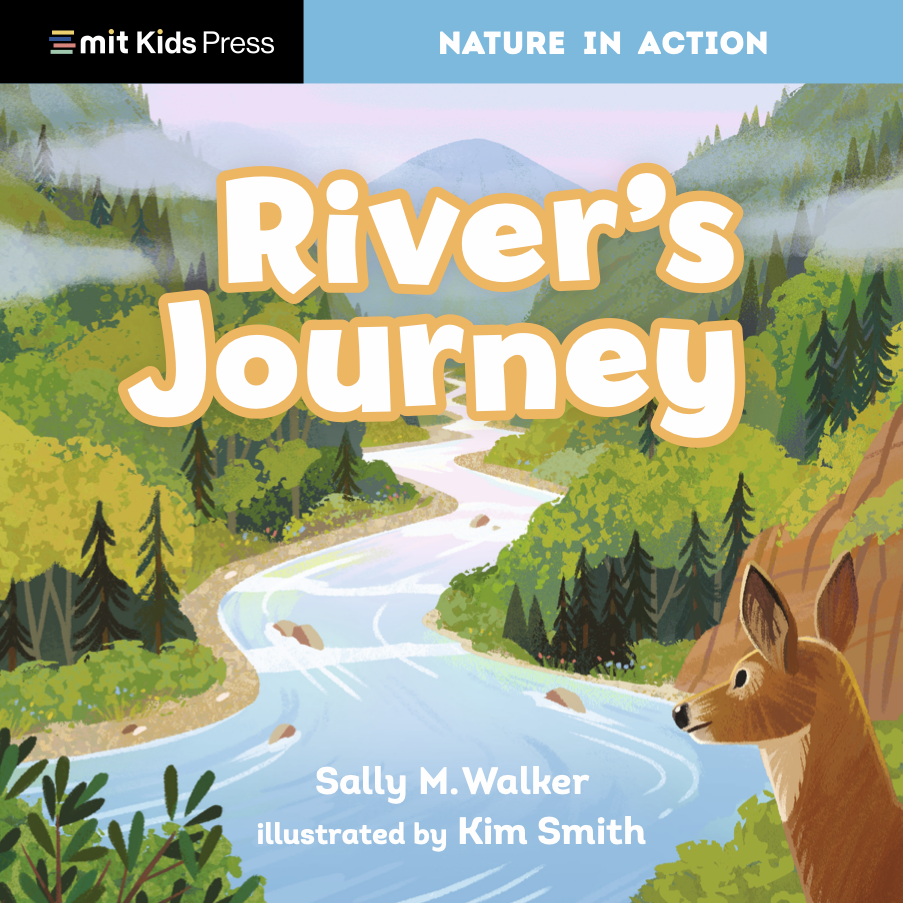 mit Kids Press
NATURE IN ACTION
River's
Journey
Sally M. Walker
illustrated by Kim Smith